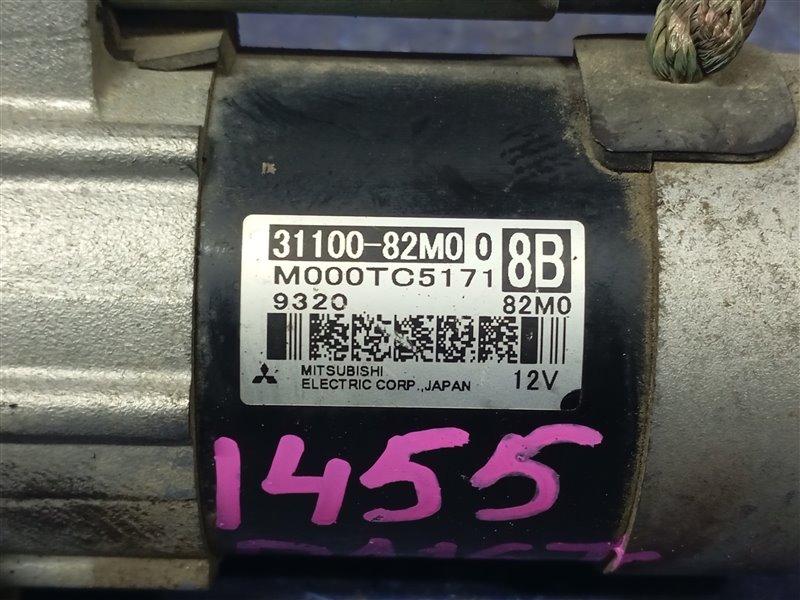 31100-82M0 0 8B
M000TC5171
9320 82M0
MITSUBISHI
ELECTRIC CORP.,JAPAN 12V
1455